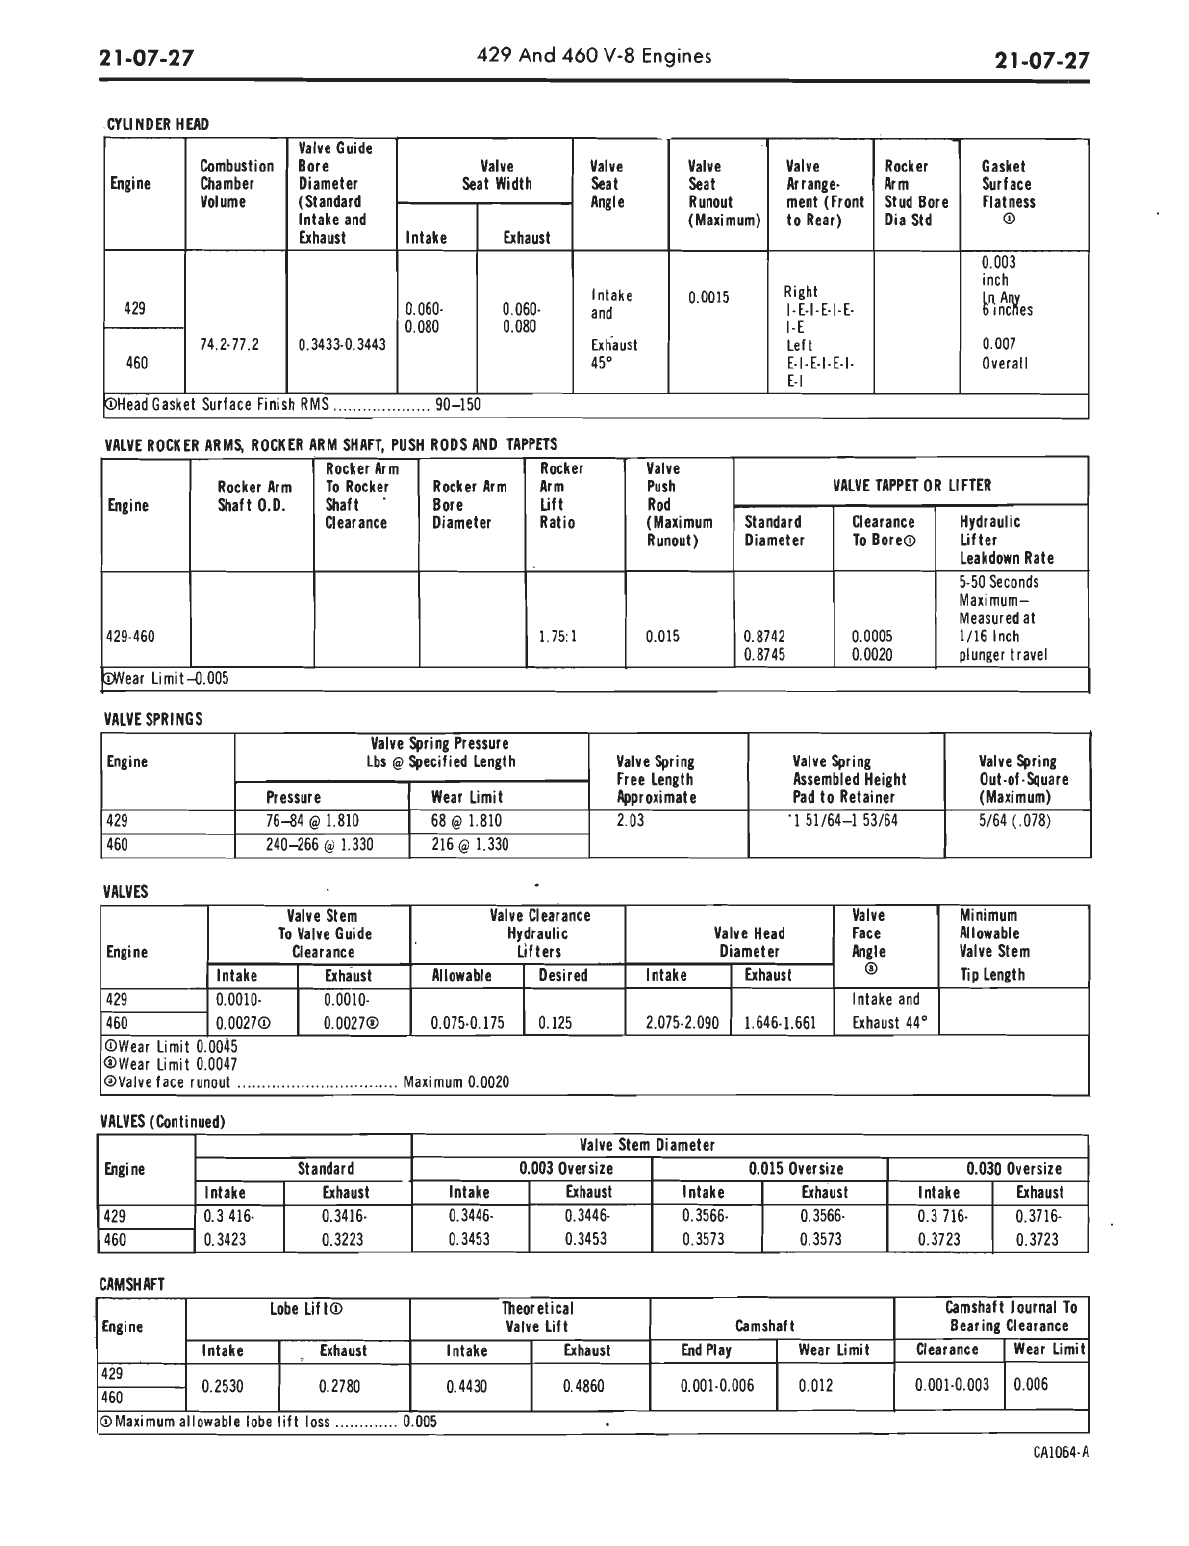 21-07-27 429 And 460 V-8 Engines 21-07-27
CYLINDER HEAD
Engine
Combustion
Chamber
Volume
Valve Guide
Bore
Diameter
(Standard
Intake and
Exhaust
Valve
Seat Width
Intake Exhaust
Valve
Seat
Angle
Valve
Seat
Runout
(Maximum)
Valve
Arrange-
ment (Front
to Rear)
Rocker
Arm
Stud Bore
Dia Std
Gasket
Surface
Flatness
①
429
460
74.2-77.2 0.3433-0.3443
0.060-
0.080
0.060-
0.080
Intake
and
Exhaust
45°
0.0015
Right
I-E-I-E-I-E-
I-E
Left
E-I-E-I-E-I-
E-I
0.003
inch
In Any
6 inches
0.007
Overall
①Head Gasket Surface Finish RMS .................... 90–150
VALVE ROCKER ARMS, ROCKER ARM SHAFT, PUSH RODS AND TAPPETS
Engine
Rocker Arm
Shaft O.D.
Rocker Arm
To Rocker
Shaft
Clearance
Rocker Arm
Bore
Diameter
Rocker
Arm
Lift
Ratio
Valve
Push
Rod
(Maximum
Runout)
VALVE TAPPET OR LIFTER
Standard
Diameter
Clearance
To Bore①
Hydraulic
Lifter
Leakdown Rate
429-460 1.75:1 0.015
0.8742
0.8745
0.0005
0.0020
5-50 Seconds
Maximum–
Measured at
1/16 Inch
plunger travel
①Wear Limit–0.005
VALVE SPRINGS
Engine
Valve Spring Pressure
Lbs @ Specified Length
Pressure Wear Limit
Valve Spring
Free Length
Approximate
Valve Spring
Assembled Height
Pad to Retainer
Valve Spring
Out-of-Square
(Maximum)
429 76–84 @ 1.810 68 @ 1.810 2.03 1 51/64–1 53/64 5/64 (.078)
460 240–266 @ 1.330 216 @ 1.330
VALVES
Engine
Valve Stem
To Valve Guide
Clearance
Intake Exhaust
Valve Clearance
Hydraulic
Lifters
Allowable Desired
Valve Head
Diameter
Intake Exhaust
Valve
Face
Angle
③
Minimum
Allowable
Valve Stem
Tip Length
429 0.0010- 0.0010- Intake and
460 0.0027① 0.0027② 0.075-0.175 0.125 2.075-2.090 1.646-1.661 Exhaust 44°
①Wear Limit 0.0045
②Wear Limit 0.0047
③Valve face runout ................................. Maximum 0.0020
VALVES (Continued)
Engine
Valve Stem Diameter
Standard 0.003 Oversize 0.015 Oversize 0.030 Oversize
Intake Exhaust Intake Exhaust Intake Exhaust Intake Exhaust
429 0.3 416- 0.3416- 0.3446- 0.3446- 0.3566- 0.3566- 0.3 716- 0.3716-
460 0.3423 0.3223 0.3453 0.3453 0.3573 0.3573 0.3723 0.3723
CAMSHAFT
Engine
Lobe Lift①
Intake Exhaust
Theoretical
Valve Lift
Intake Exhaust
Camshaft
End Play Wear Limit
Camshaft Journal To
Bearing Clearance
Clearance Wear Limit
429
460
0.2530 0.2780 0.4430 0.4860 0.001-0.006 0.012 0.001-0.003 0.006
①Maximum allowable lobe lift loss ............. 0.005
CA1064-A